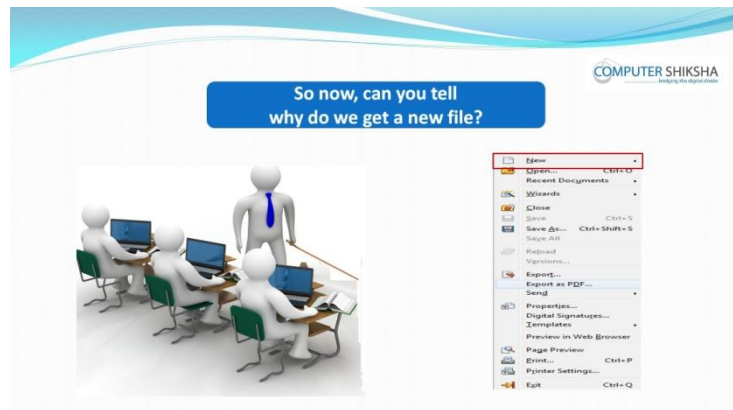 COMPUTER SHIKSHA
bridging the digital divide
So now, can you tell
why do we get a new file?
New
Open... Ctrl+O
Recent Documents
Wizards
Close
Save Ctrl+S
Save As... Ctrl+Shift+S
Save All
Reload
Versions...
Export...
Export as PDF...
Send
Properties...
Digital Signatures...
Templates
Preview in Web Browser
Page Preview
Print... Ctrl+P
Printer Settings...
Exit Ctrl+Q